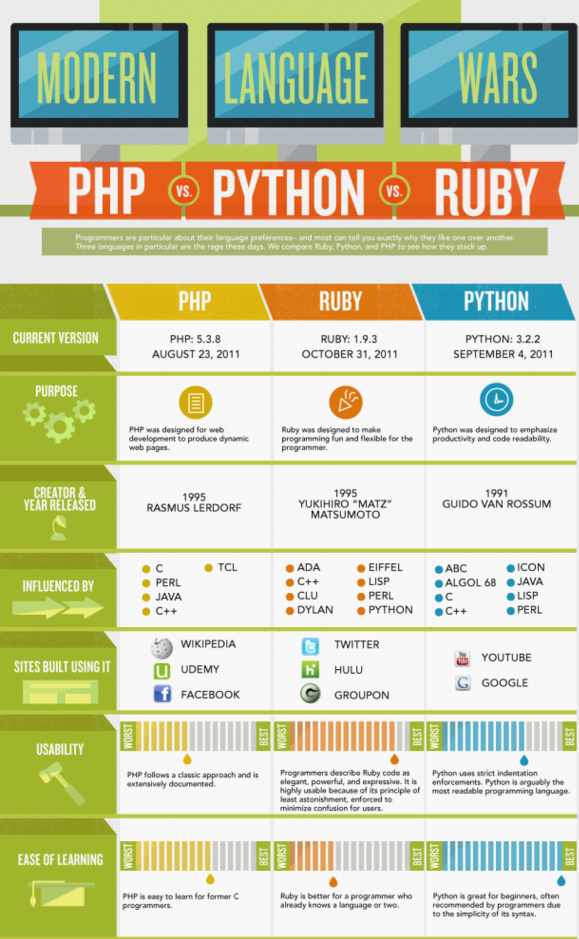 MODERN LANGUAGE WARS
PHP VS. PYTHON VS. RUBY
Programmers are particular about their language preferences– and most can tell you exactly why they like one over another.
Three languages in particular are the rage these days. We compare Ruby, Python, and PHP to see how they stack up.
PHP RUBY PYTHON
CURRENT VERSION
PHP: 5.3.8
AUGUST 23, 2011
RUBY: 1.9.3
OCTOBER 31, 2011
PYTHON: 3.2.2
SEPTEMBER 4, 2011
PURPOSE
PHP was designed for web
development to produce dynamic
web pages.
Ruby was designed to make
programming fun and flexible for the
programmer.
Python was designed to emphasize
productivity and code readability.
CREATOR &
YEAR RELEASED
1995
RASMUS LERDORF
1995
YUKIHIRO "MATZ"
MATSUMOTO
1991
GUIDO VAN ROSSUM
INFLUENCED BY
C
PERL
JAVA
C++
TCL
ADA
C++
CLU
DYLAN
EIFFEL
LISP
PERL
PYTHON
ABC
ALGOL 68
C
C++
ICON
JAVA
LISP
PERL
SITES BUILT USING IT
WIKIPEDIA
U UDEMY
f FACEBOOK
TWITTER
h HULU
G GROUPON
You Tube YOUTUBE
G GOOGLE
USABILITY
WORST BEST
PHP follows a classic approach and is
extensively documented.
WORST BEST
Programmers describe Ruby code as
elegant, powerful, and expressive. It is
highly usable because of its principle of
least astonishment, enforced to
minimize confusion for users.
WORST BEST
Python uses strict indentation
enforcements. Python is arguably the
most readable programming language.
EASE OF LEARNING
WORST BEST
PHP is easy to learn for former C
programmers.
WORST BEST
Ruby is better for a programmer who
already knows a language or two.
WORST BEST
Python is great for beginners, often
recommended by programmers due
to the simplicity of its syntax.